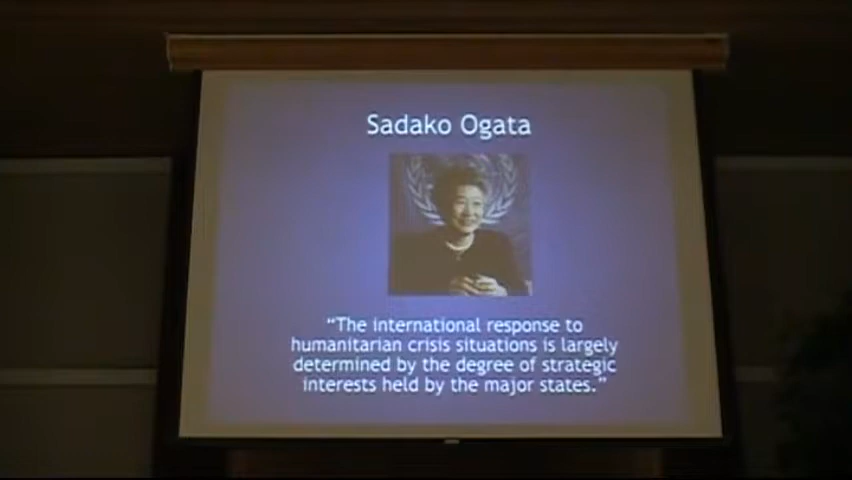 Sadako Ogata
“The international response to
humanitarian crisis situations is largely
determined by the degree of strategic
interests held by the major states.”